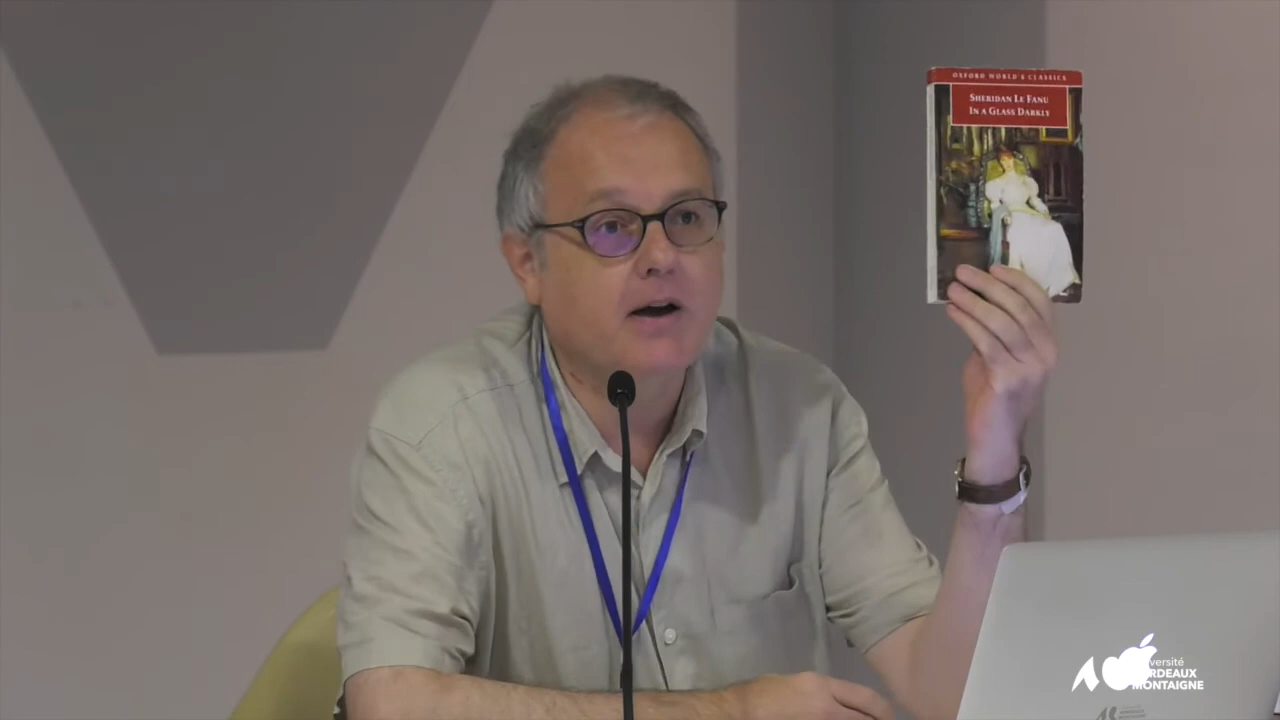 OXFORD WORLD'S CLASSICS
SHERIDAN LE FANU
IN A GLASS DARKLY
versité
RDEAUX
MONTAIGNE